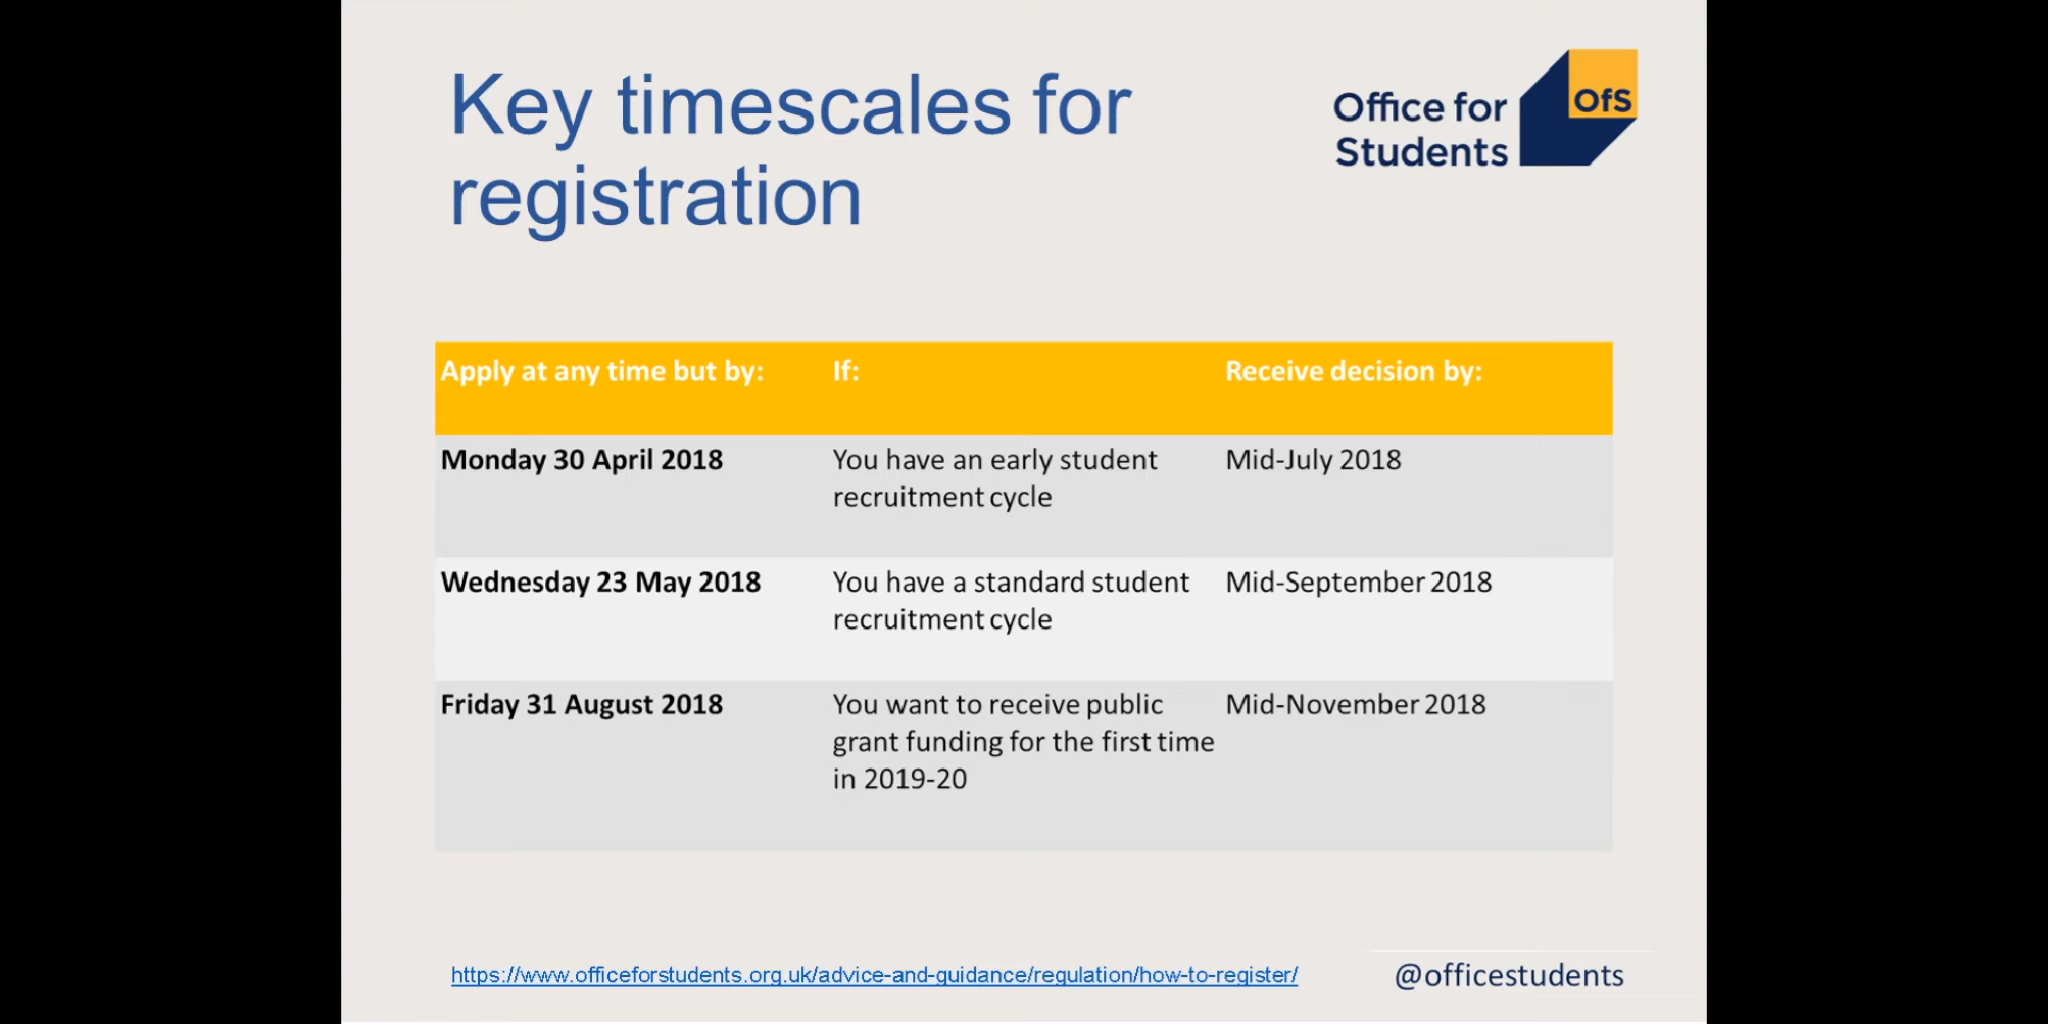 Key timescales for
registration
Office for
Students
OfS
Apply at any time but by: If: Receive decision by:
Monday 30 April 2018 You have an early student Mid-July 2018
recruitment cycle
Wednesday 23 May 2018 You have a standard student Mid-September 2018
recruitment cycle
Friday 31 August 2018 You want to receive public Mid-November 2018
grant funding for the first time
in 2019-20
https://www.officeforstudents.org.uk/advice-and-guidance/regulation/how-to-register/
@officestudents